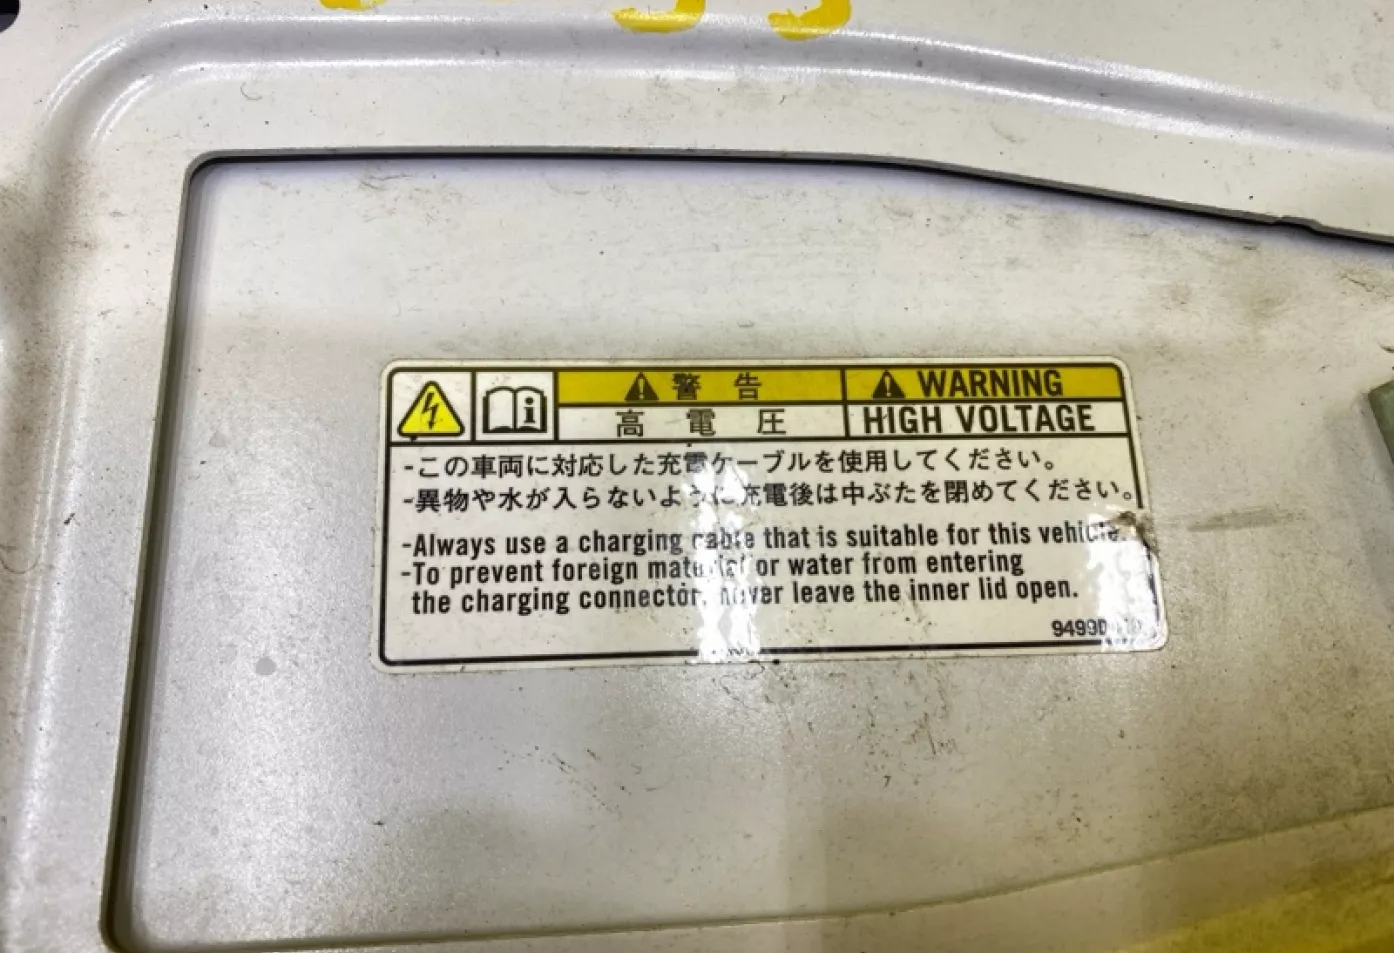 警告
WARNING
高電圧
HIGH VOLTAGE
-この車両に対応した充電ケーブルを使用してください。
-異物や水が入らないように充電後は中ぶたを閉めてください。
-Always use a charging cable that is suitable for this vehicle.
-To prevent foreign material or water from entering
the charging connector, never leave the inner lid open.